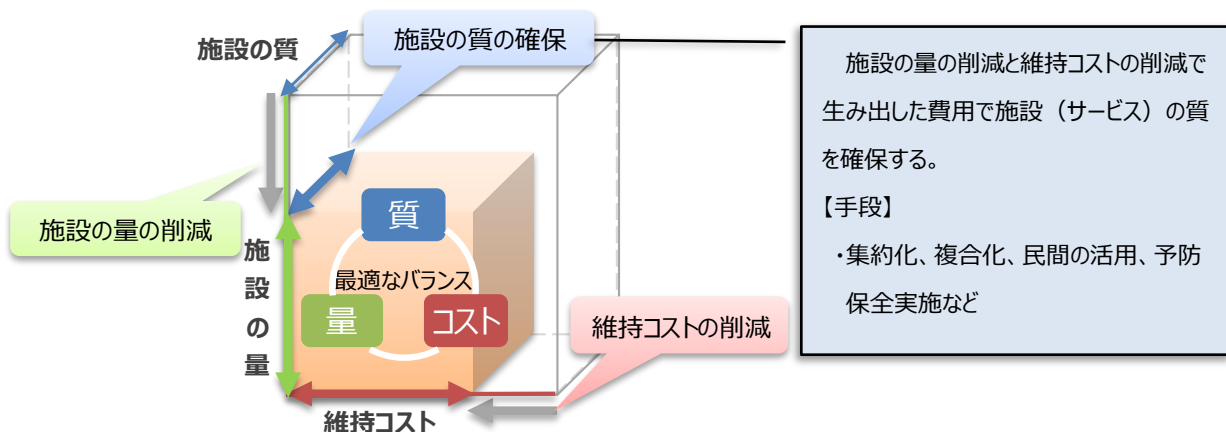 施設の質
施設の質の確保
施設の量の削減
施設の量
質
最適なバランス
量
コスト
維持コストの削減
維持コスト
施設の量の削減と維持コストの削減で
生み出した費用で施設（サービス）の質
を確保する。
【手段】
・集約化、複合化、民間の活用、予防
保全実施など